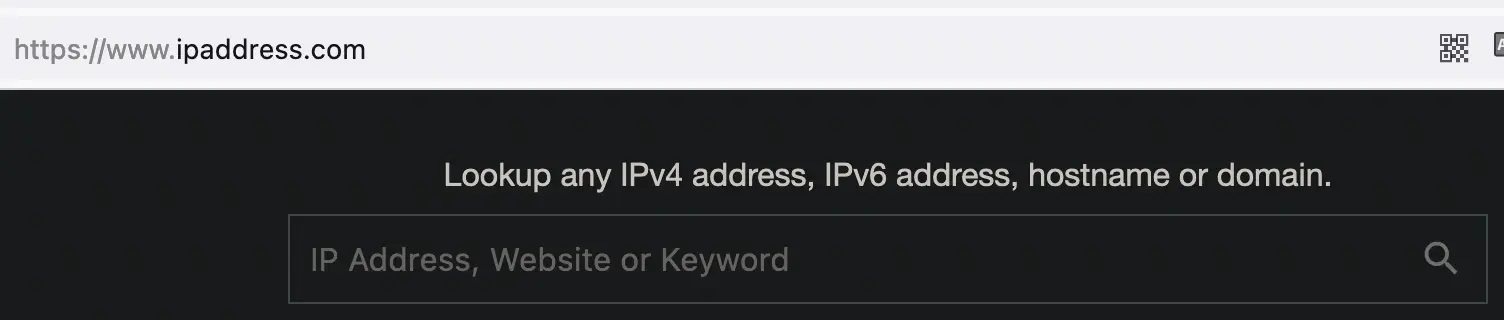 https://www.ipaddress.com
Lookup any IPv4 address, IPv6 address, hostname or domain.
IP Address, Website or Keyword